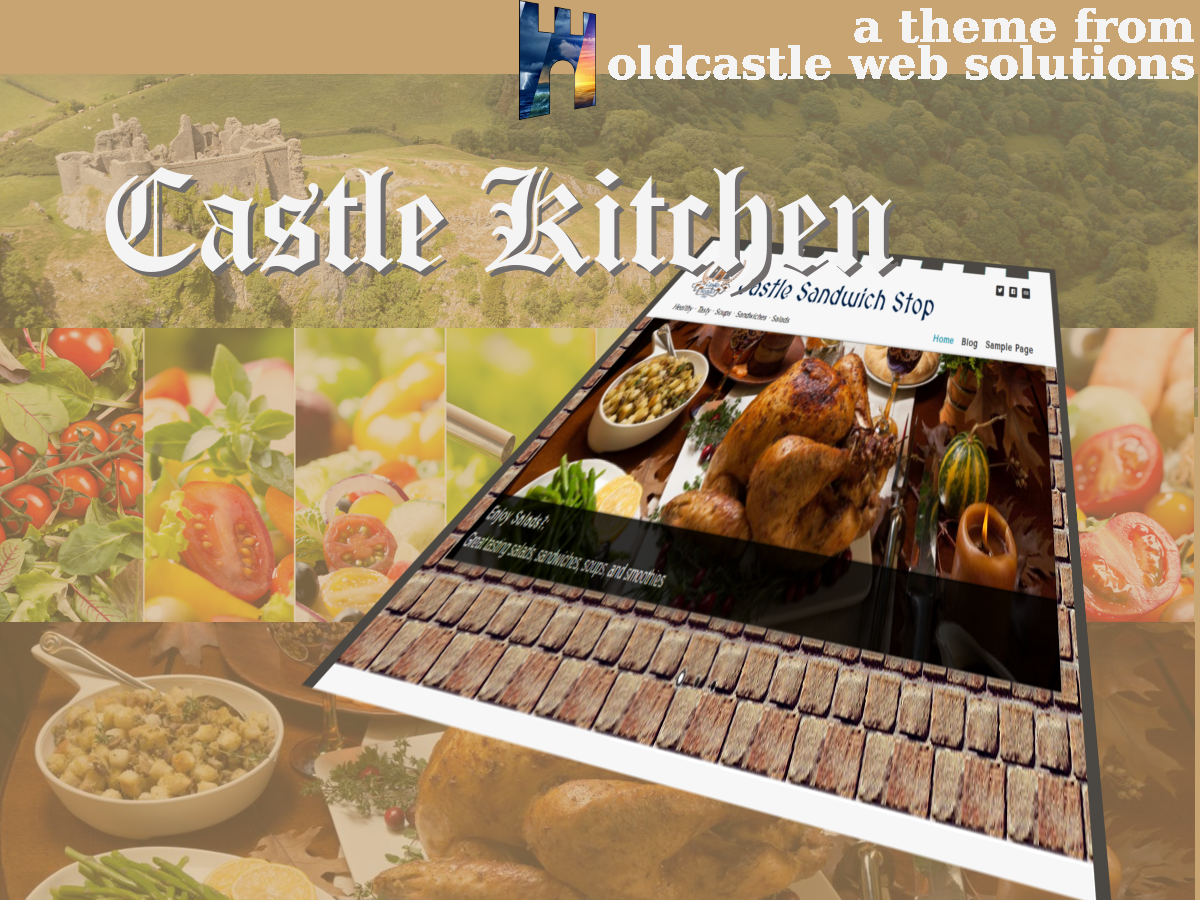 a theme from
oldcastle web solutions
Castle Kitchen
Castle Sandwich Stop
Healthy · Tasty · Soups · Sandwiches · Salads
Home Blog Sample Page
Enjoy Salads?
Great tasting salads, sandwiches, soups, and smoothies